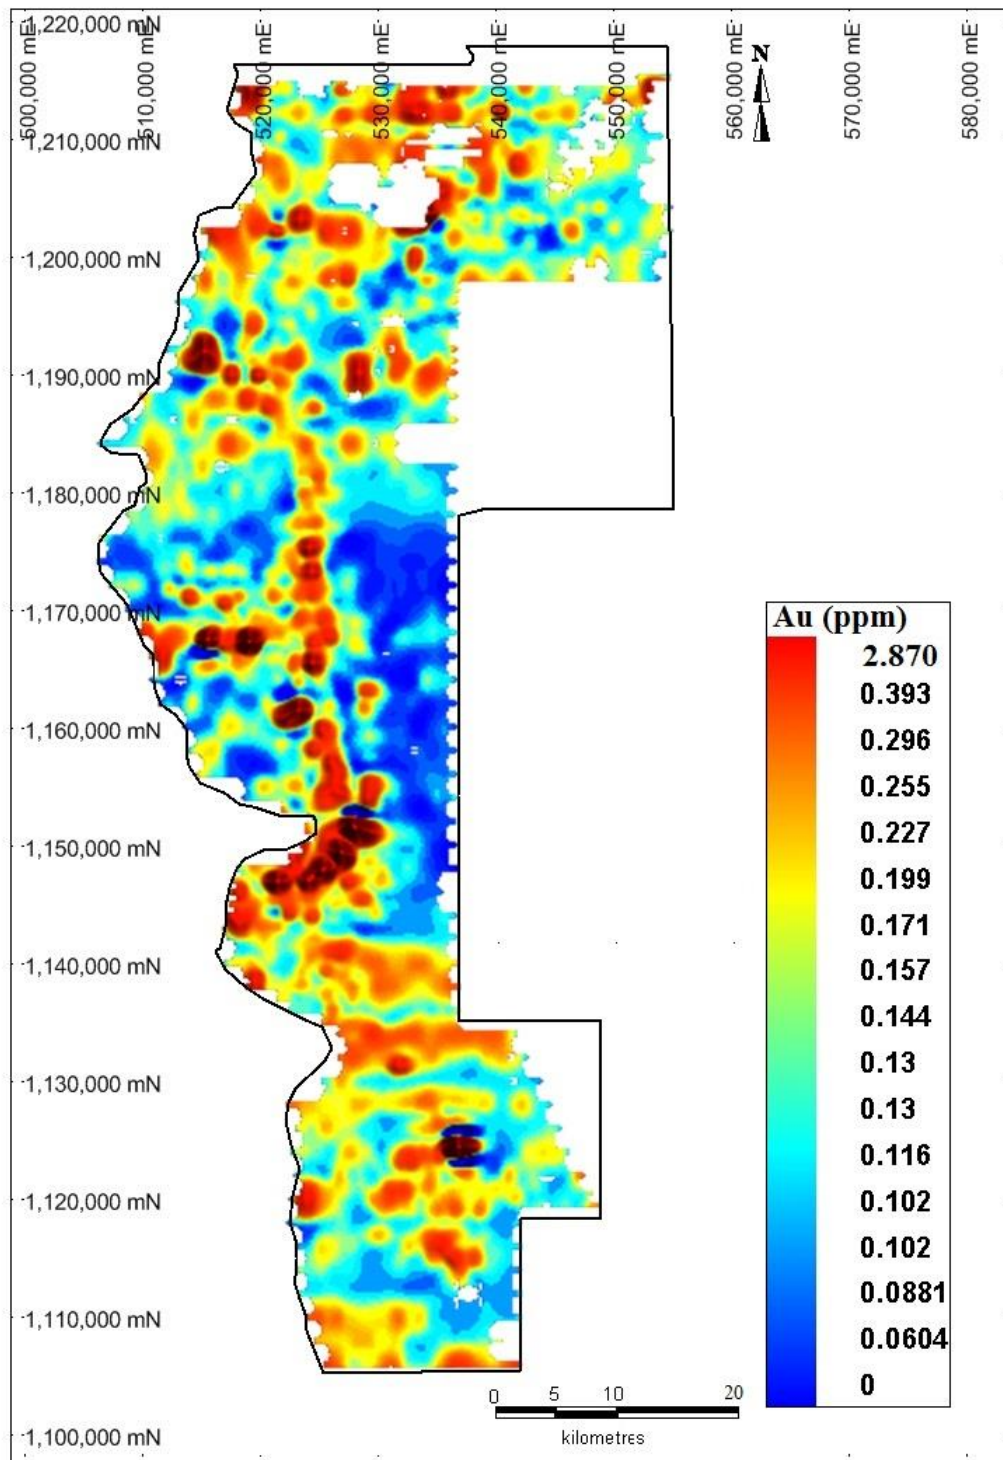 1,220,000 mN
500,000 mE
510,000 mE
520,000 mE
530,000 mE
540,000 mE
550,000 mE
560,000 mE
570,000 mE
580,000 mE
N
1,210,000 mN
1,200,000 mN
1,190,000 mN
1,180,000 mN
1,170,000 mN
1,160,000 mN
1,150,000 mN
1,140,000 mN
1,130,000 mN
1,120,000 mN
1,110,000 mN
1,100,000 mN
Au (ppm)
2.870
0.393
0.296
0.255
0.227
0.199
0.171
0.157
0.144
0.13
0.13
0.116
0.102
0.102
0.0881
0.0604
0
0 5 10 20
kilometres